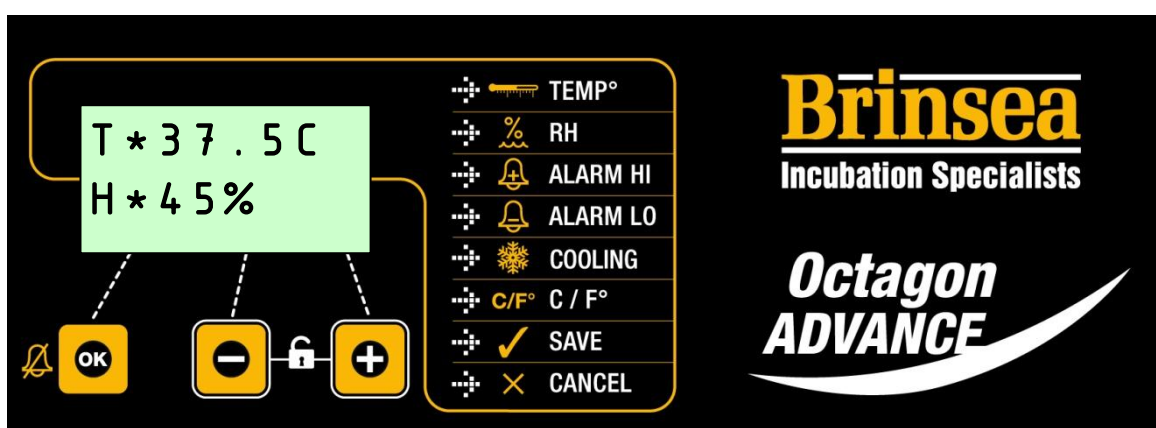 T*37.5C
H*45%
OK
−
+
TEMP°
% RH
ALARM HI
ALARM LO
COOLING
C/F° C / F°
SAVE
CANCEL
Brinsea
Incubation Specialists
Octagon
ADVANCE